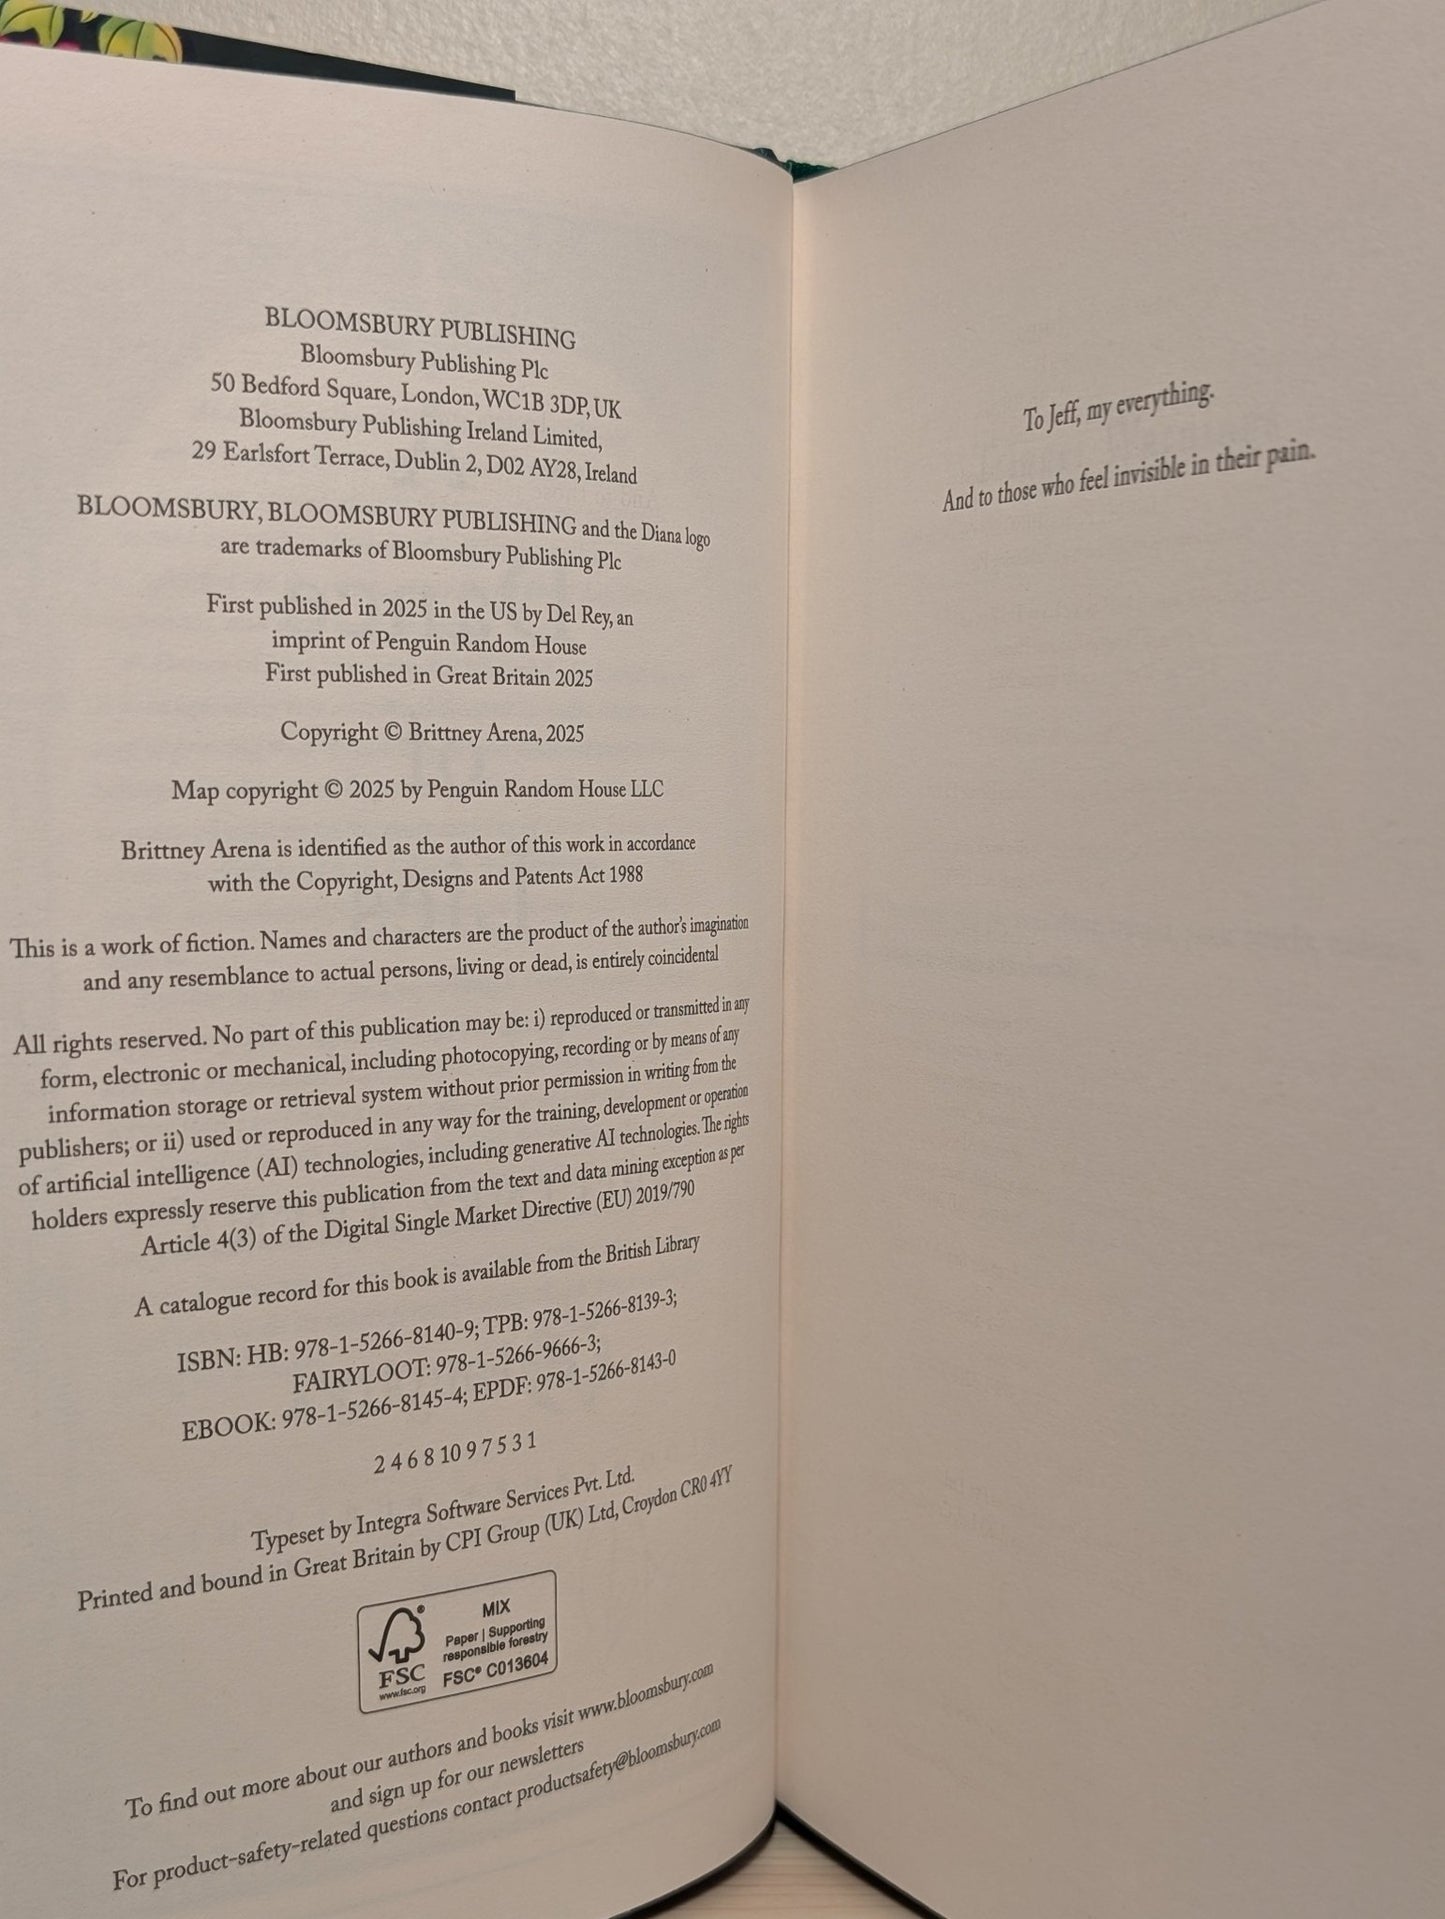 BLOOMSBURY PUBLISHING
Bloomsbury Publishing Plc
50 Bedford Square, London, WC1B 3DP, UK
Bloomsbury Publishing Ireland Limited,
29 Earlsfort Terrace, Dublin 2, D02 AY28, Ireland
BLOOMSBURY, BLOOMSBURY PUBLISHING and the Diana logo
are trademarks of Bloomsbury Publishing Plc
First published in 2025 in the US by Del Rey, an
imprint of Penguin Random House
First published in Great Britain 2025
Copyright © Brittney Arena, 2025
Map copyright © 2025 by Penguin Random House LLC
Brittney Arena is identified as the author of this work in accordance
with the Copyright, Designs and Patents Act 1988
This is a work of fiction. Names and characters are the product of the author's imagination
and any resemblance to actual persons, living or dead, is entirely coincidental
All rights reserved. No part of this publication may be: i) reproduced or transmitted in any
form, electronic or mechanical, including photocopying, recording or by means of any
information storage or retrieval system without prior permission in writing from the
publishers; or ii) used or reproduced in any way for the training, development or operation
of artificial intelligence (AI) technologies, including generative AI technologies. The rights
holders expressly reserve this publication from the text and data mining exception as per
Article 4(3) of the Digital Single Market Directive (EU) 2019/790
A catalogue record for this book is available from the British Library
ISBN: HB: 978-1-5266-8140-9; TPB: 978-1-5266-8139-3;
FAIRYLOOT: 978-1-5266-9666-3;
EBOOK: 978-1-5266-8145-4; EPDF: 978-1-5266-8143-0
2 4 6 8 10 9 7 5 3 1
Typeset by Integra Software Services Pvt. Ltd.
Printed and bound in Great Britain by CPI Group (UK) Ltd, Croydon CR0 4YY
FSC
www.fsc.org
MIX
Paper | Supporting
responsible forestry
FSC® C013604
To find out more about our authors and books visit www.bloomsbury.com
and sign up for our newsletters
For product-safety-related questions contact productsafety@bloomsbury.com
To Jeff, my everything.
And to those who feel invisible in their pain.